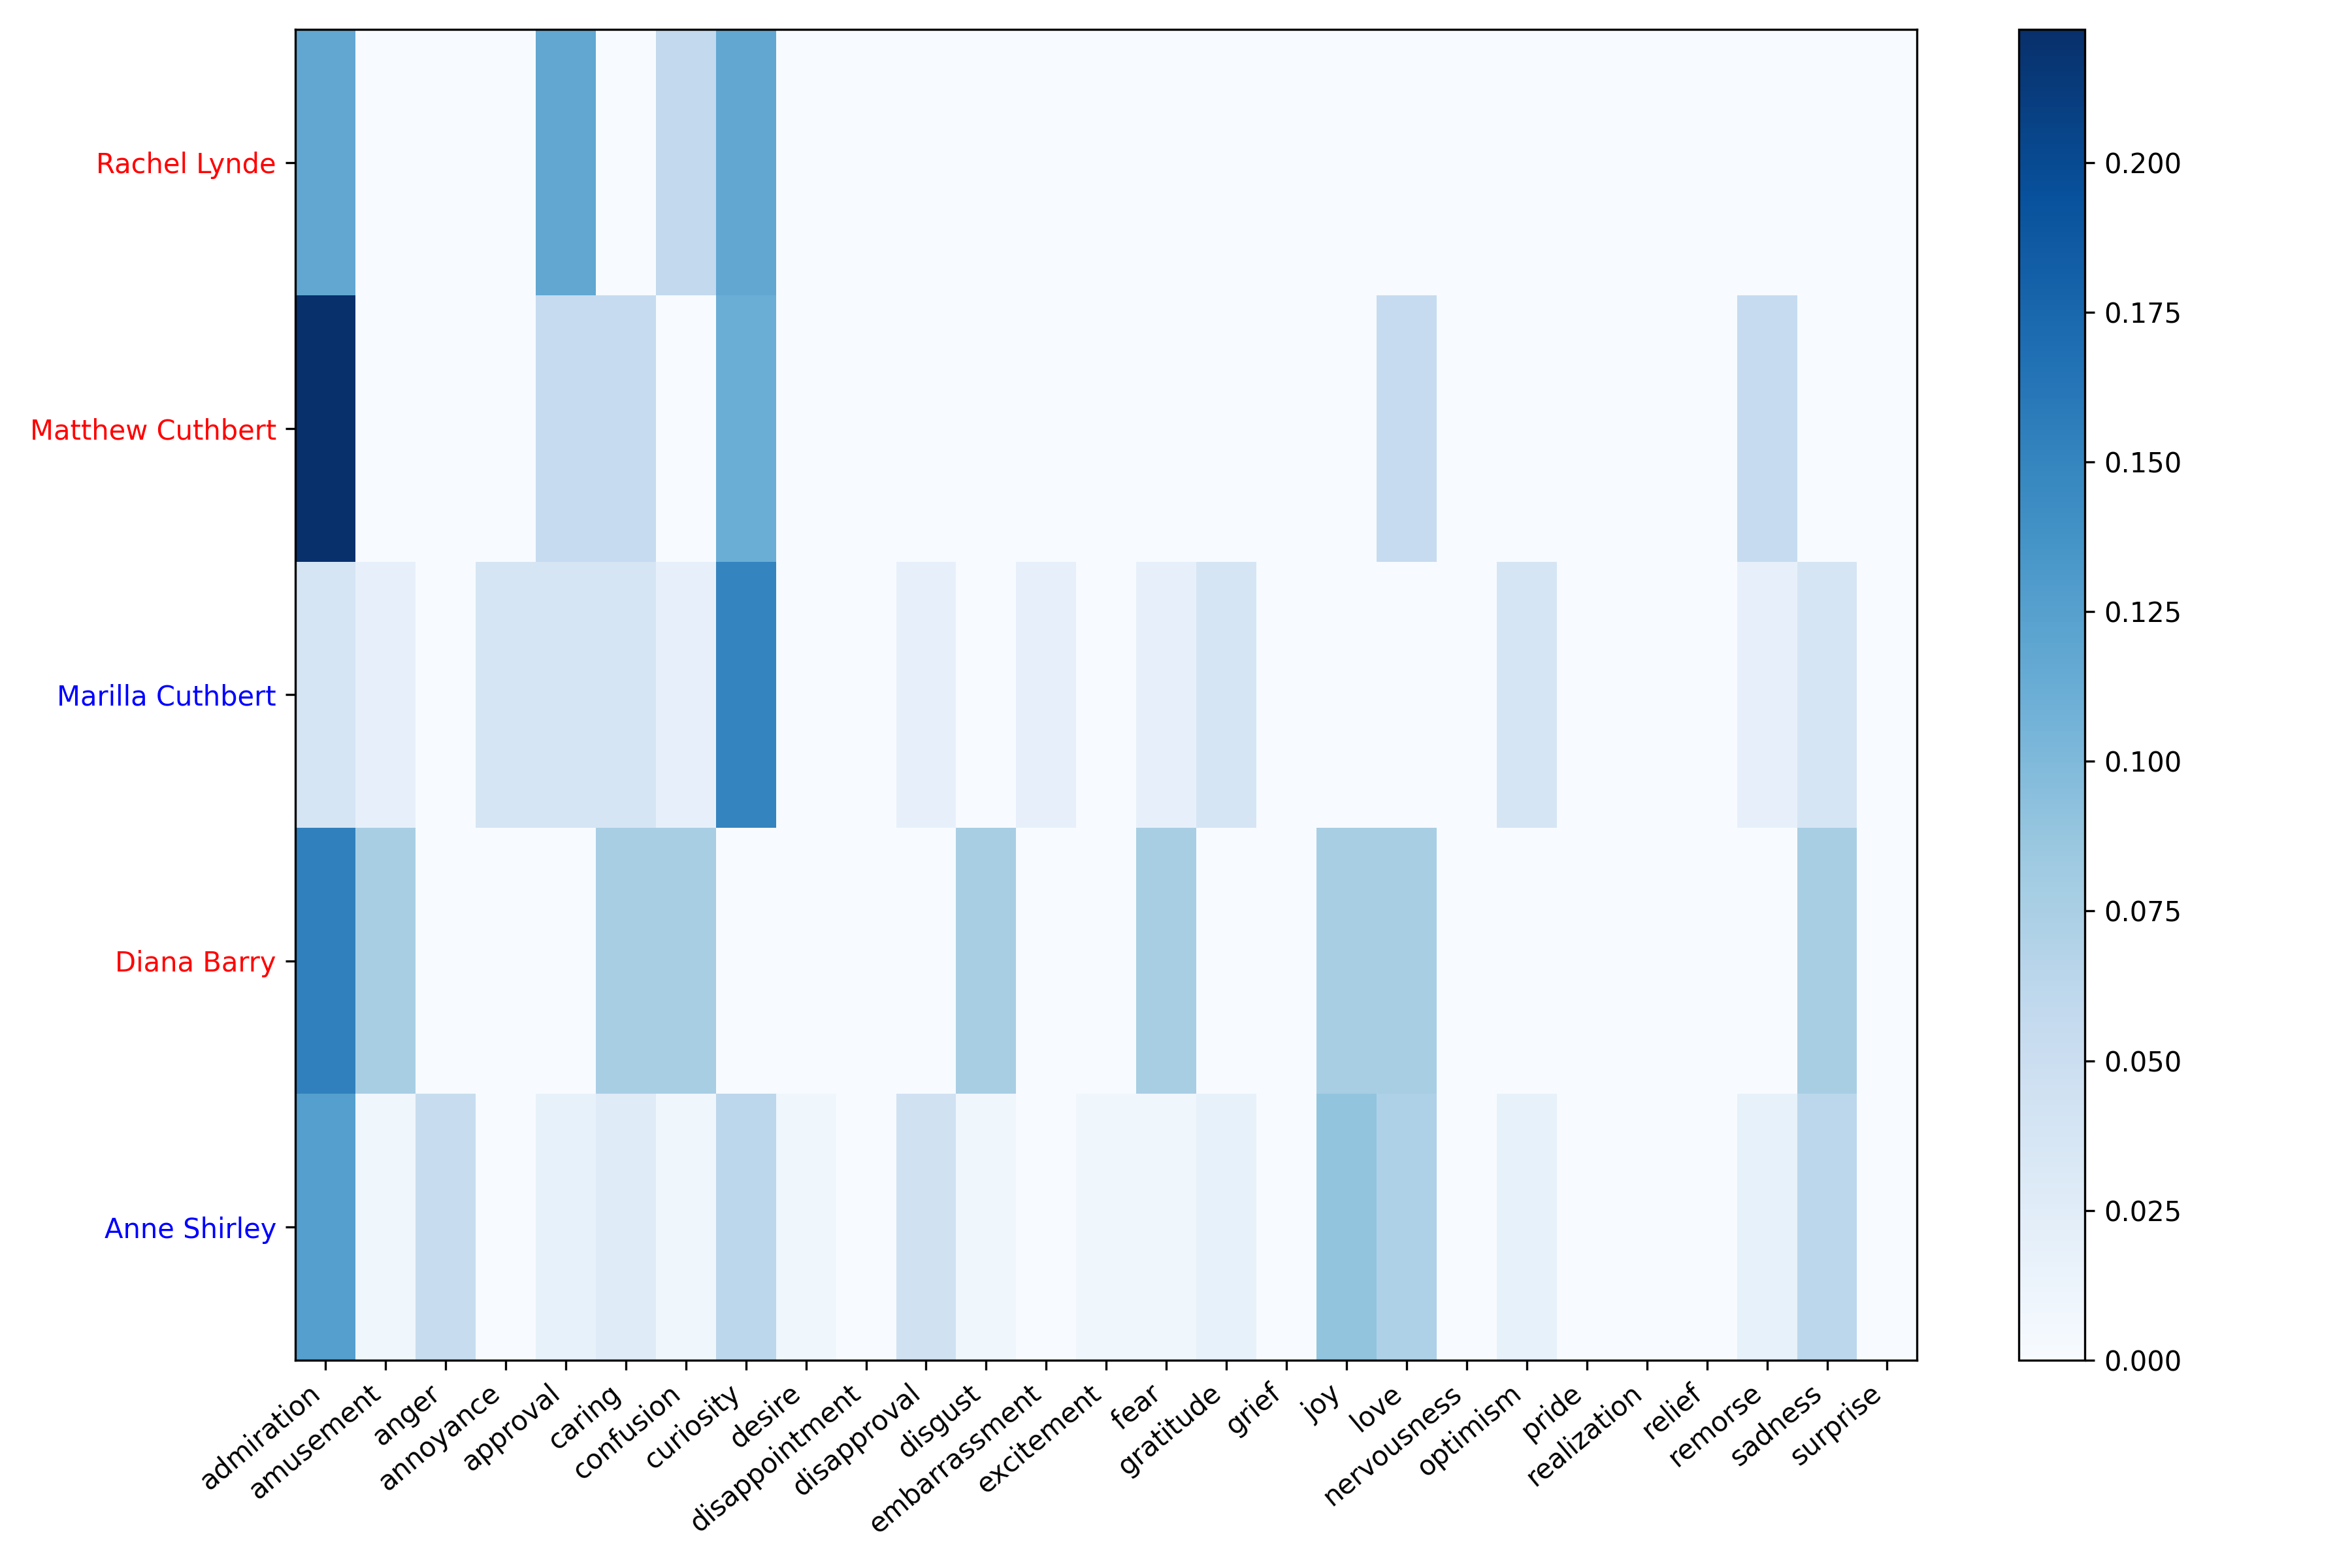 Rachel Lynde
Matthew Cuthbert
Marilla Cuthbert
Diana Barry
Anne Shirley
admiration
amusement
anger
annoyance
approval
caring
confusion
curiosity
desire
disappointment
disapproval
disgust
embarrassment
excitement
fear
gratitude
grief
joy
love
nervousness
optimism
pride
realization
relief
remorse
sadness
surprise
0.200
0.175
0.150
0.125
0.100
0.075
0.050
0.025
0.000